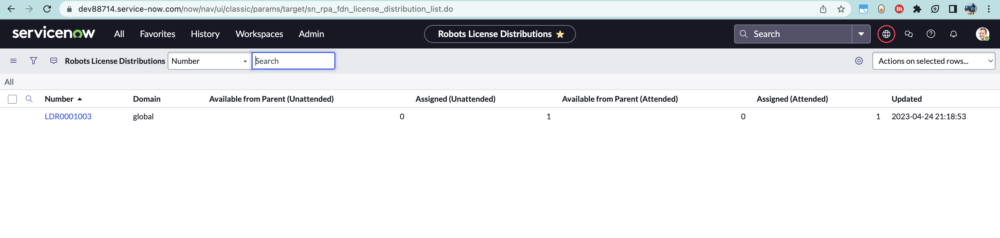 dev88714.service-now.com/now/nav/ui/classic/params/target/sn_rpa_fdn_license_distribution_list.do
servicenow All Favorites History Workspaces Admin Robots License Distributions Search
Robots License Distributions Number Search Actions on selected rows...
All
Number Domain Available from Parent (Unattended) Assigned (Unattended) Available from Parent (Attended) Assigned (Attended) Updated
LDR0001003 global 0 1 0 1 2023-04-24 21:18:53